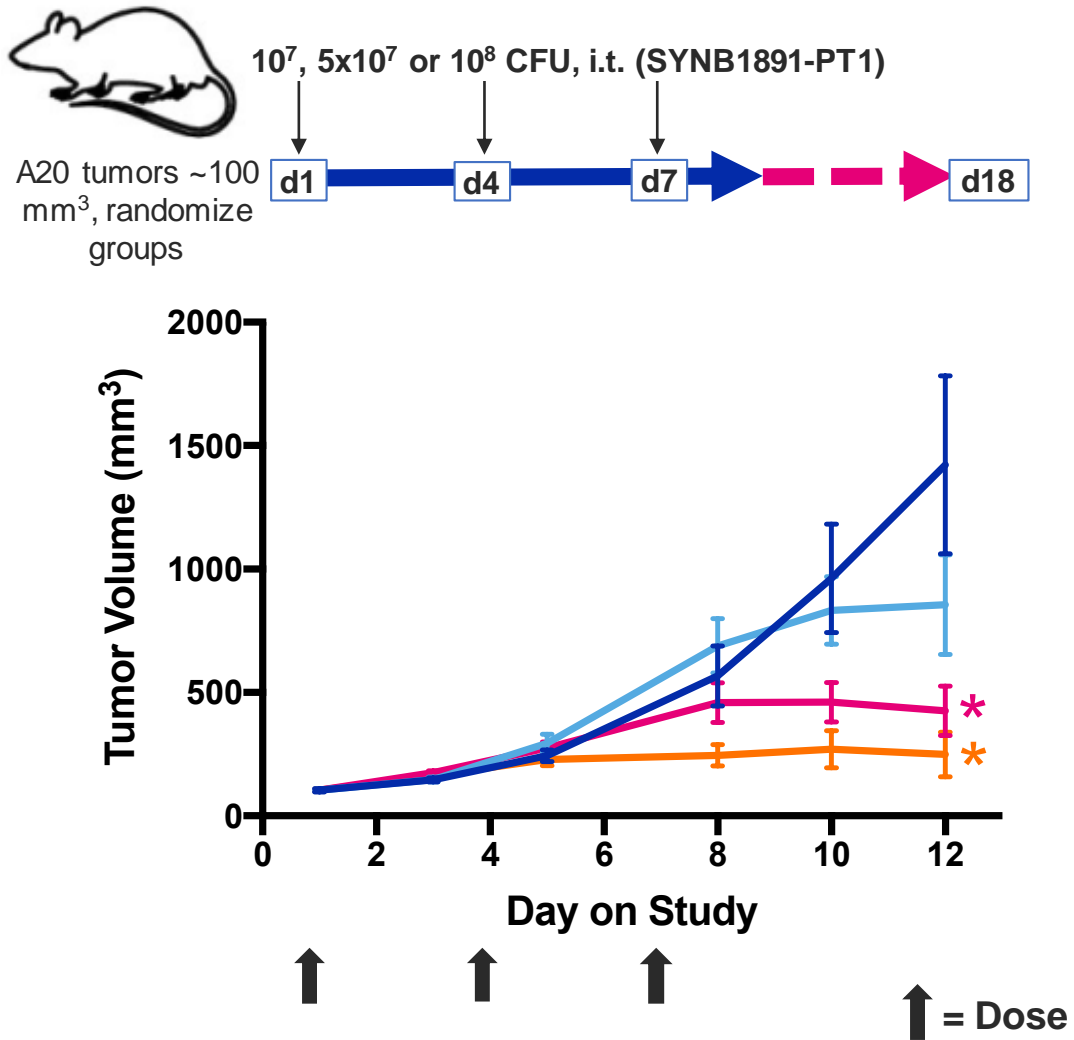 10⁷, 5x10⁷ or 10⁸ CFU, i.t. (SYNB1891-PT1)
A20 tumors ~100
mm³, randomize
groups
d1
d4
d7
d18
Tumor Volume (mm³)
2000
1500
1000
500
0
0 2 4 6 8 10 12
*
*
Day on Study
= Dose